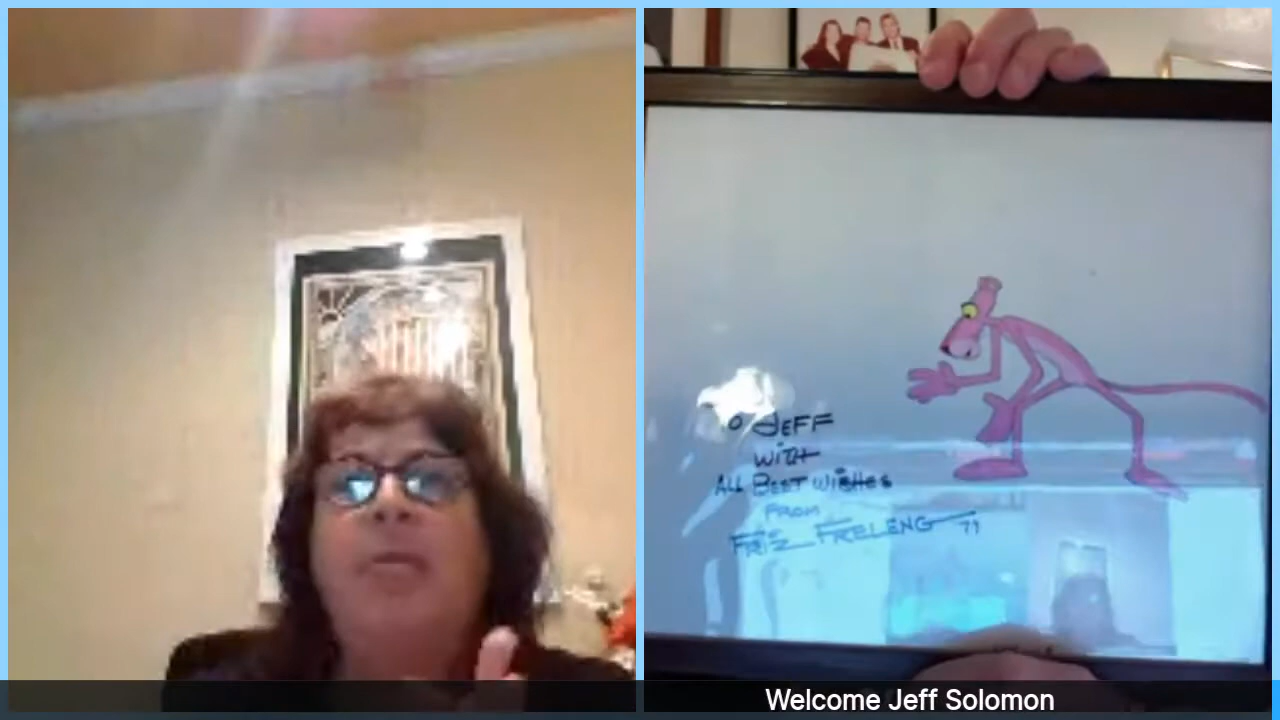 O JEFF
WITH
ALL BEST WISHES
FROM
FRIZ FRELENG 71
Welcome Jeff Solomon